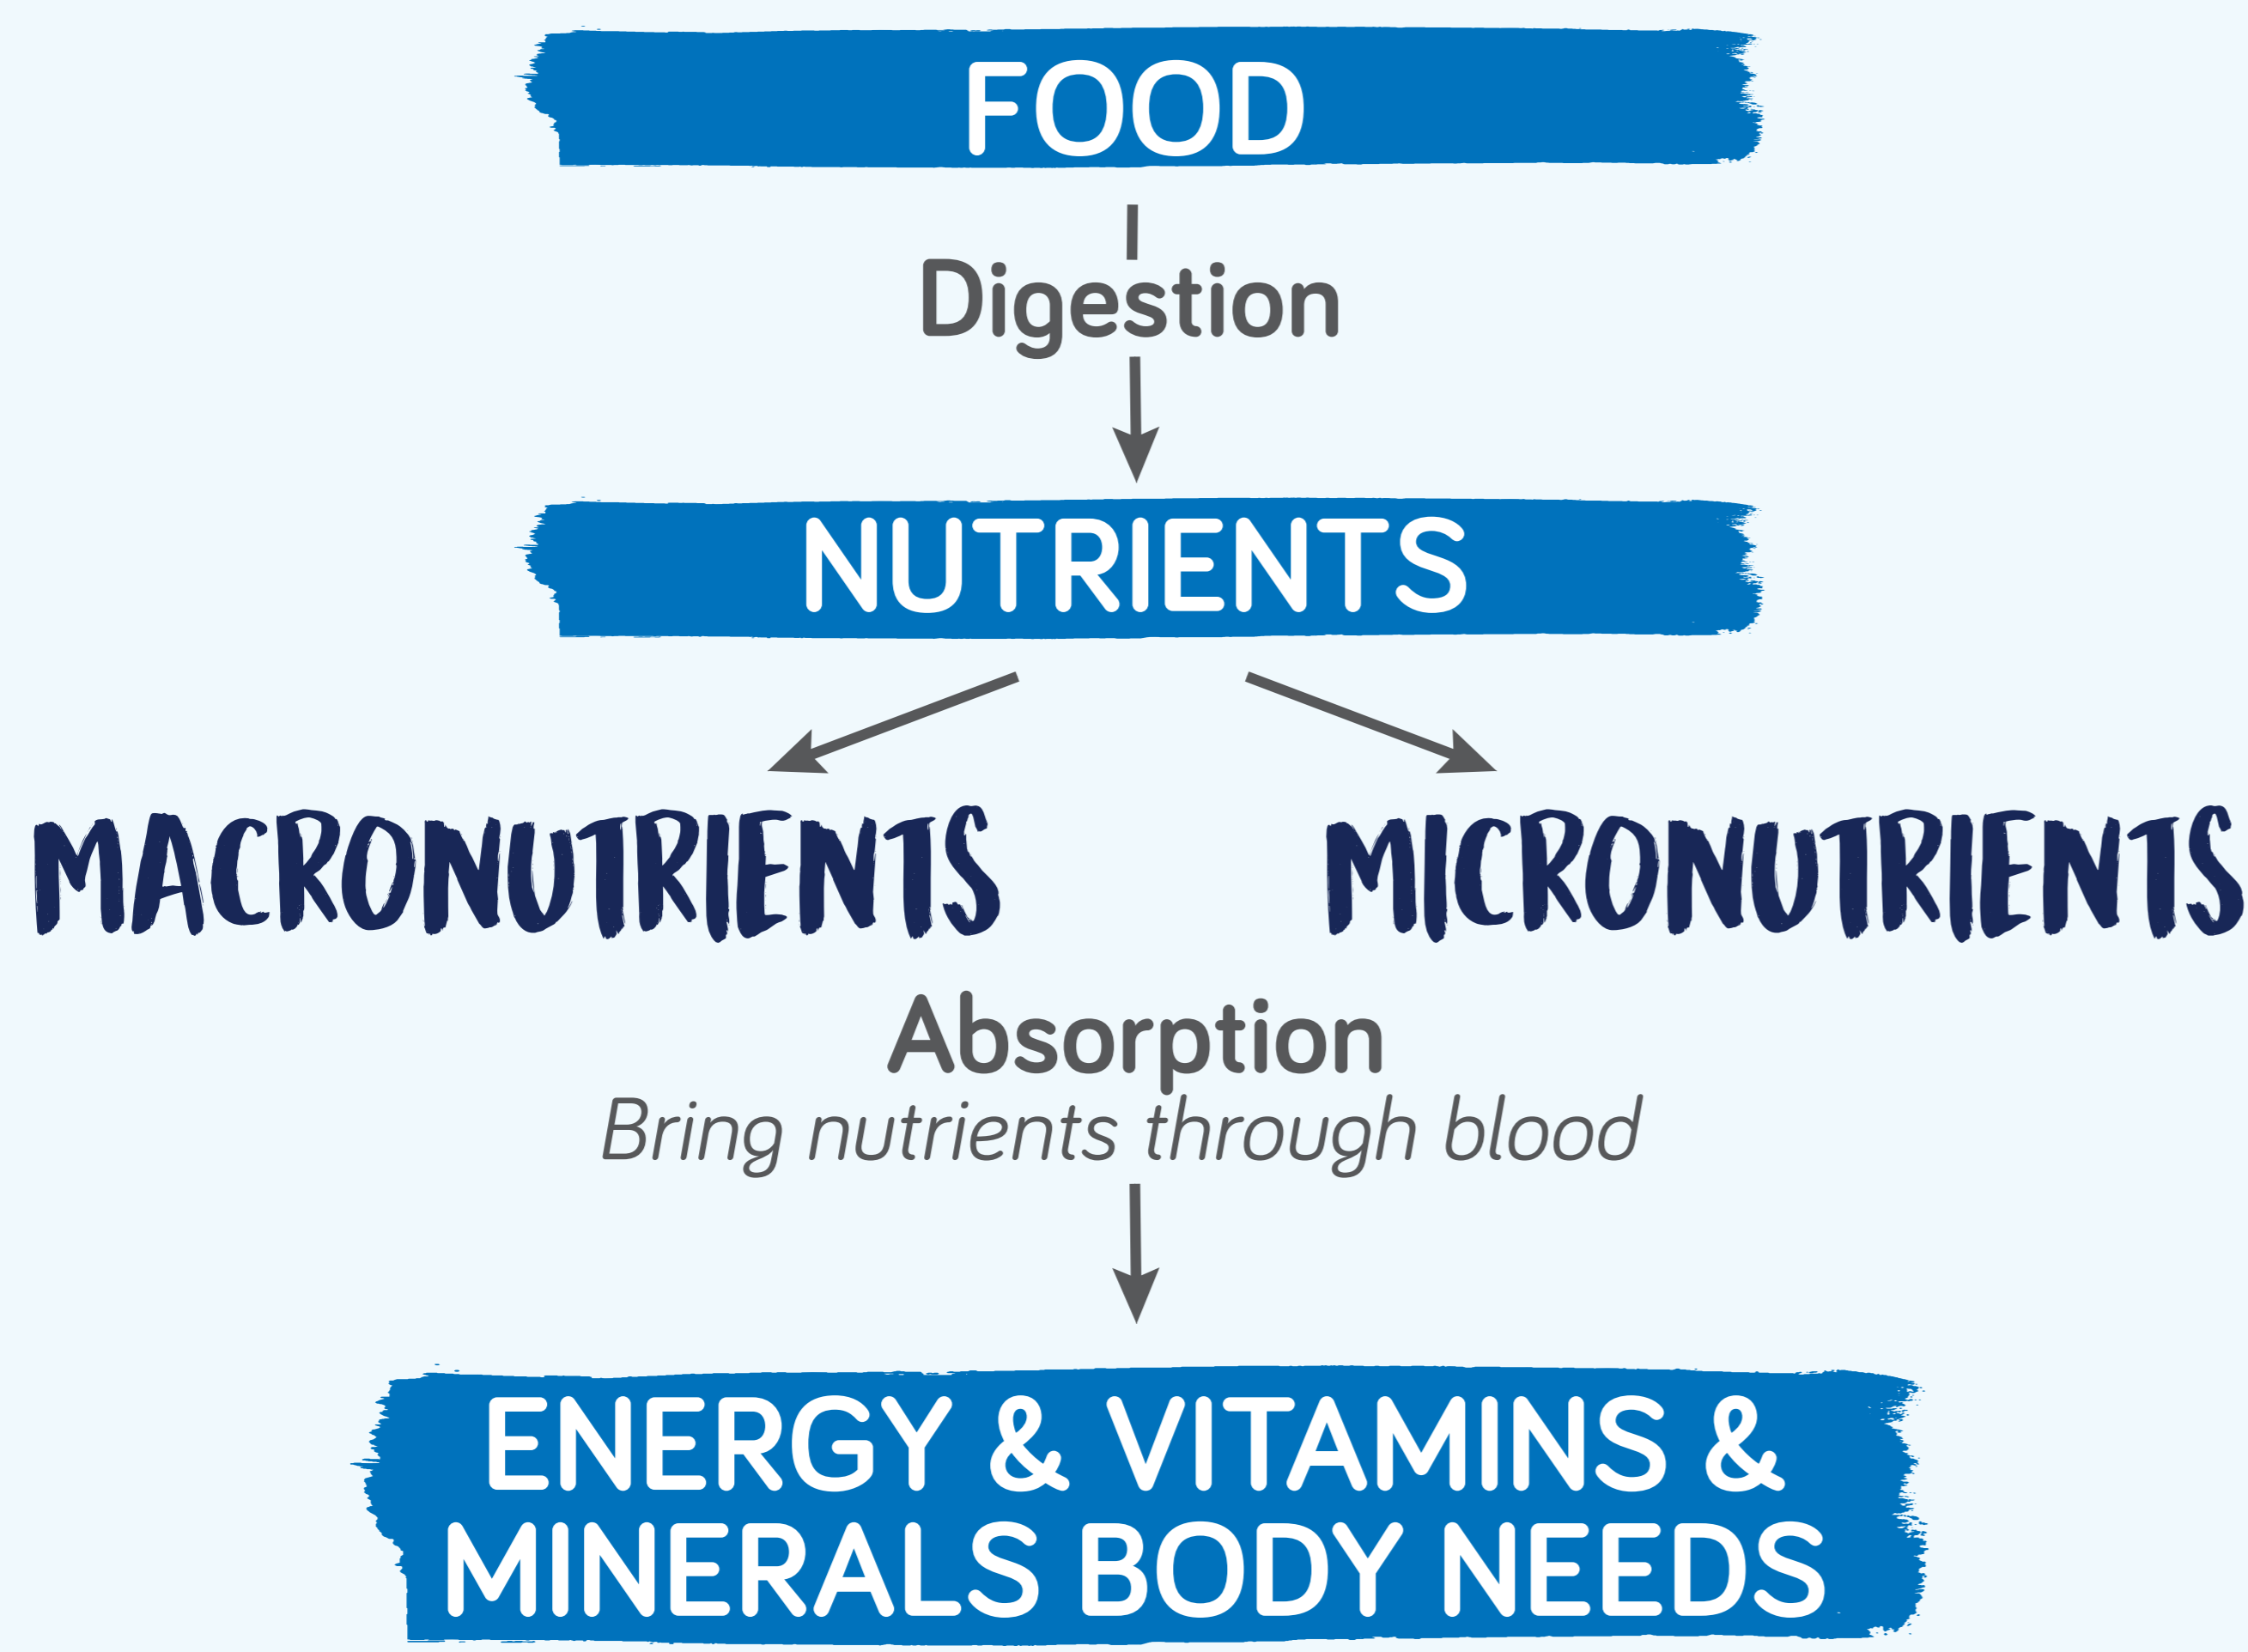 FOOD
Digestion
NUTRIENTS
MACRONUTRIENTS
MICRONUTRIENTS
Absorption
Bring nutrients through blood
ENERGY & VITAMINS &
MINERALS BODY NEEDS